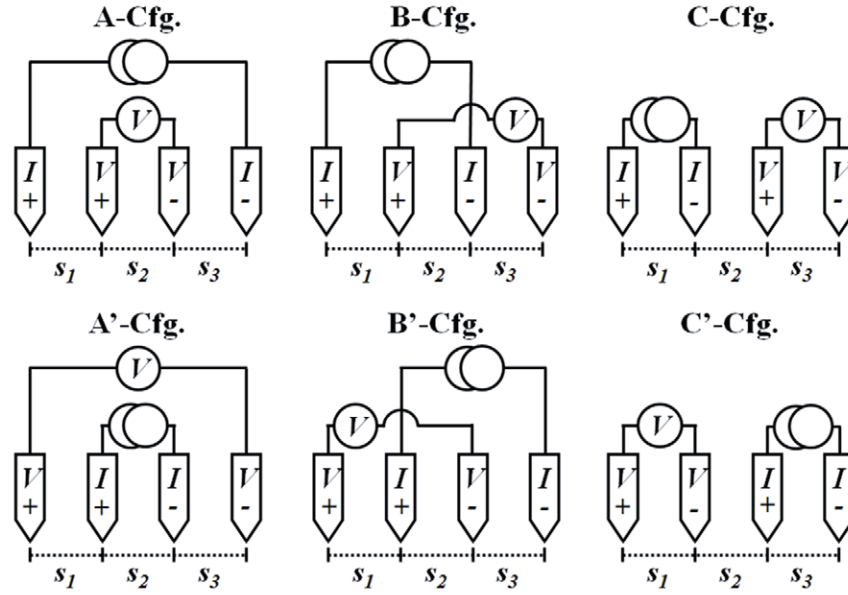 A-Cfg. B-Cfg. C-Cfg.
V V V
I + V + V - I - I + V + I - V - I + I - V + V -
s1 s2 s3 s1 s2 s3 s1 s2 s3
A’-Cfg. B’-Cfg. C’-Cfg.
V V V
V + I + I - V - V + I + V - I - V + V - I + I -
s1 s2 s3 s1 s2 s3 s1 s2 s3